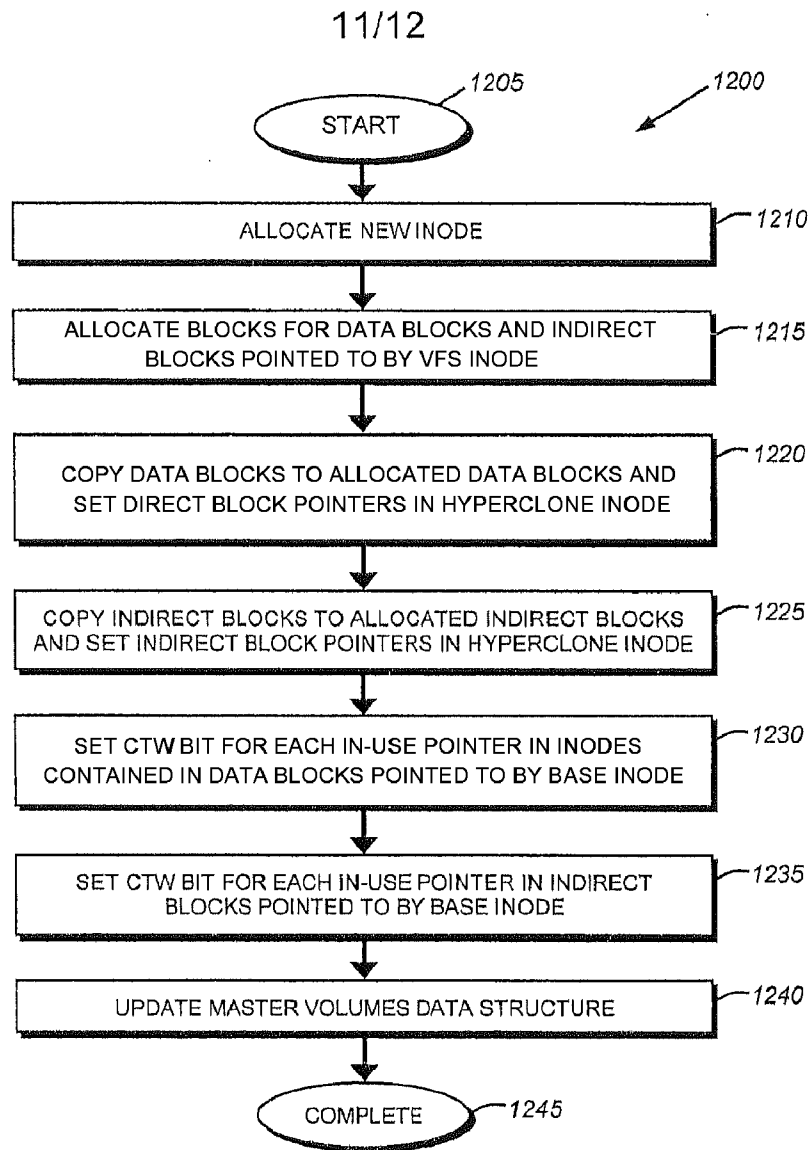 11/12
1200
1205
START
1210
ALLOCATE NEW INODE
1215
ALLOCATE BLOCKS FOR DATA BLOCKS AND INDIRECT
BLOCKS POINTED TO BY VFS INODE
1220
COPY DATA BLOCKS TO ALLOCATED DATA BLOCKS AND
SET DIRECT BLOCK POINTERS IN HYPERCLONE INODE
1225
COPY INDIRECT BLOCKS TO ALLOCATED INDIRECT BLOCKS
AND SET INDIRECT BLOCK POINTERS IN HYPERCLONE INODE
1230
SET CTW BIT FOR EACH IN-USE POINTER IN INODES
CONTAINED IN DATA BLOCKS POINTED TO BY BASE INODE
1235
SET CTW BIT FOR EACH IN-USE POINTER IN INDIRECT
BLOCKS POINTED TO BY BASE INODE
1240
UPDATE MASTER VOLUMES DATA STRUCTURE
COMPLETE
1245